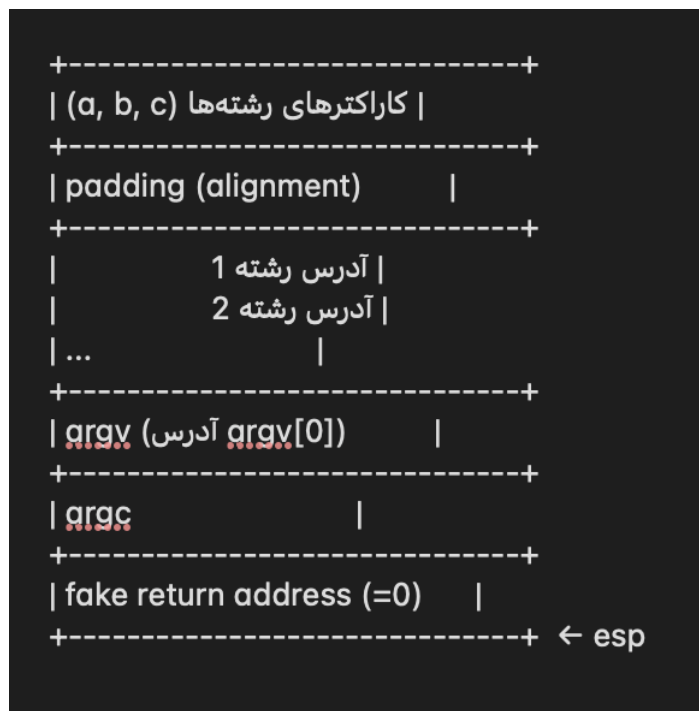 +-------------------------------+
| کاراکترهای رشته‌ها (a, b, c) |
+-------------------------------+
| padding (alignment) |
+-------------------------------+
| آدرس رشته 1 |
| آدرس رشته 2 |
| ... |
+-------------------------------+
| argv (آدرس argv[0]) |
+-------------------------------+
| argc |
+-------------------------------+
| fake return address (=0) |
+-------------------------------+ ← esp